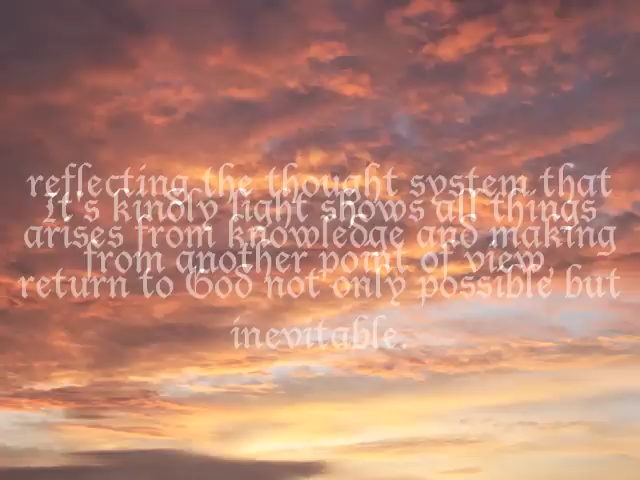 reflecting the thought system that
It's kindly light shows all things
arises from knowledge and making
from another point of view,
return to God not only possible but
inevitable.